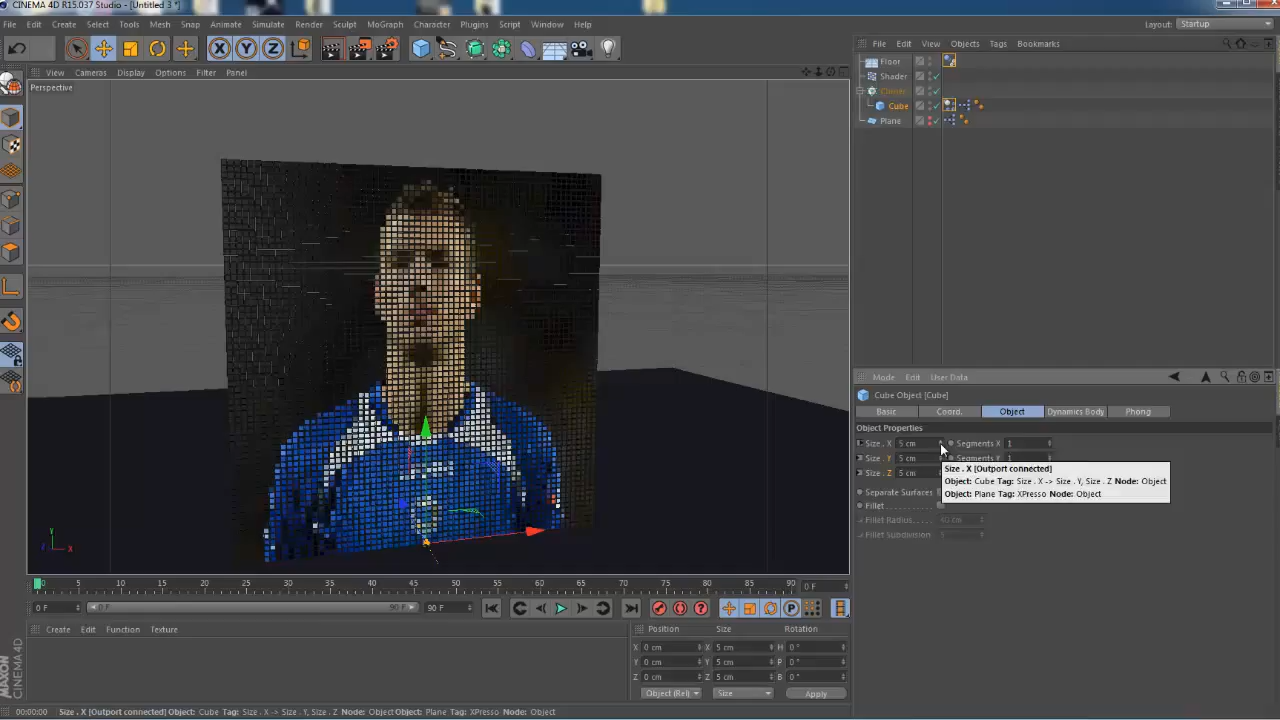 CINEMA 4D R15.037 Studio - [Untitled 3 *]
File Edit Create Select Tools Mesh Snap Animate Simulate Render Sculpt MoGraph Character Plugins Script Window Help
Layout: Startup
File Edit View Objects Tags Bookmarks
View Cameras Display Options Filter Panel
Perspective
Floor
Shader
Cloner
Cube
Plane
Mode Edit User Data
Cube Object [Cube]
Basic Coord. Object Dynamics Body Phong
Object Properties
Size . X 5 cm Segments X 1
Size . Y 5 cm Segments Y 1
Size . Z 5 cm
Size . X [Outport connected]
Object: Cube Tag: Size . X -> Size . Y, Size . Z Node: Object
Object: Plane Tag: XPresso Node: Object
Separate Surfaces
Fillet
Fillet Radius
Fillet Subdivision
Y
Z X
0 5 10 15 20 25 30 35 40 45 50 55 60 65 70 75 80 85 90 0 F
0 F 0 F 90 F 90 F
Create Edit Function Texture
Position Size Rotation
X 0 cm X 5 cm H 0 °
Y 0 cm Y 5 cm P 0 °
Z 0 cm Z 5 cm B 0 °
Object (Rel) Size Apply
MAXON CINEMA 4D
00:00:00 Size . X [Outport connected] Object: Cube Tag: Size . X -> Size . Y, Size . Z Node: Object Object: Plane Tag: XPresso Node: Object